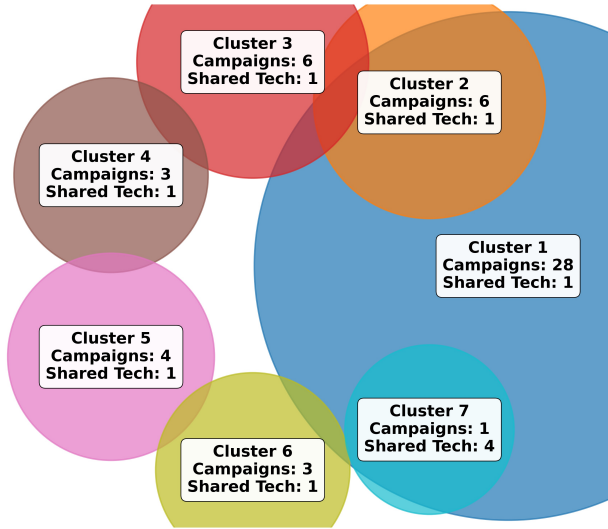 Cluster 3
Campaigns: 6
Shared Tech: 1
Cluster 2
Campaigns: 6
Shared Tech: 1
Cluster 4
Campaigns: 3
Shared Tech: 1
Cluster 1
Campaigns: 28
Shared Tech: 1
Cluster 5
Campaigns: 4
Shared Tech: 1
Cluster 7
Campaigns: 1
Shared Tech: 4
Cluster 6
Campaigns: 3
Shared Tech: 1